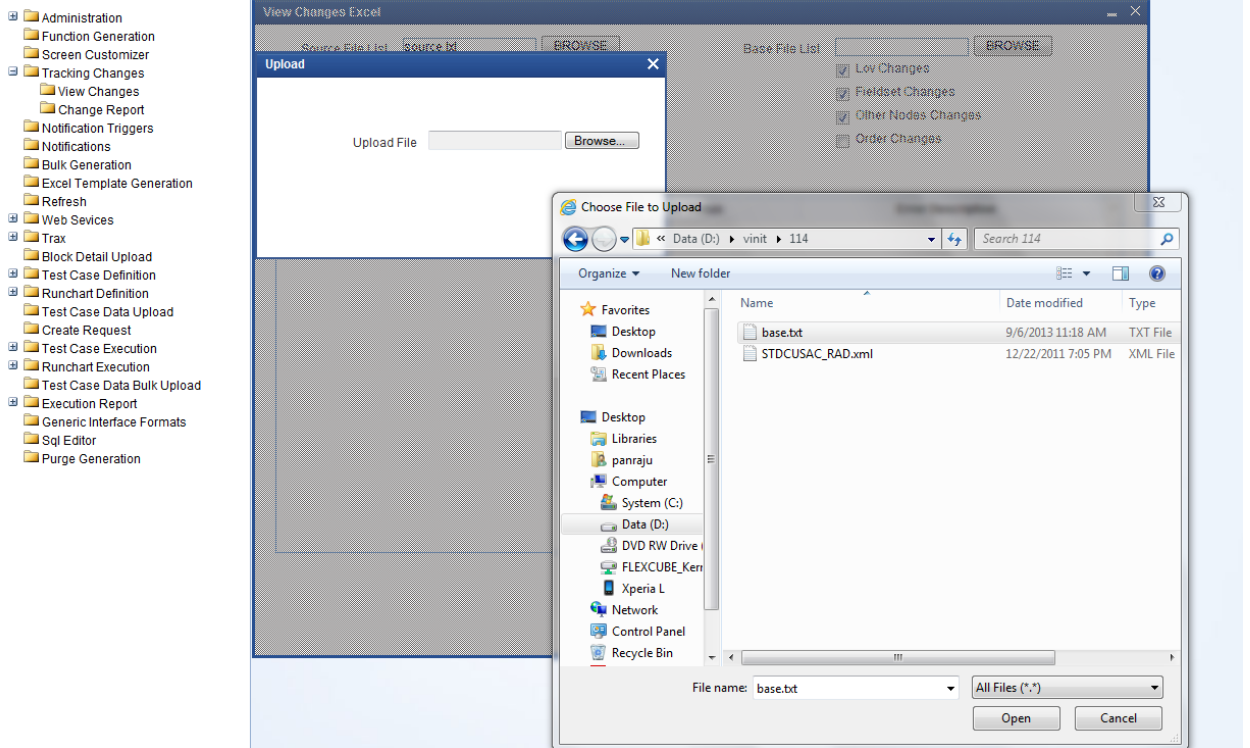 Administration
Function Generation
Screen Customizer
Tracking Changes
View Changes
Change Report
Notification Triggers
Notifications
Bulk Generation
Excel Template Generation
Refresh
Web Sevices
Trax
Block Detail Upload
Test Case Definition
Runchart Definition
Test Case Data Upload
Create Request
Test Case Execution
Runchart Execution
Test Case Data Bulk Upload
Execution Report
Generic Interface Formats
Sql Editor
Purge Generation
View Changes Excel
Source File List source.txt BROWSE
Base File List BROWSE
Lov Changes
Fieldset Changes
Other Nodes Changes
Order Changes
Upload
Upload File Browse...
Choose File to Upload
« Data (D:) vinit 114 Search 114
Organize New folder
Favorites
Desktop
Downloads
Recent Places
Desktop
Libraries
panraju
Computer
System (C:)
Data (D:)
DVD RW Drive (
FLEXCUBE_Kern
Xperia L
Network
Control Panel
Recycle Bin
Name Date modified Type
base.txt 9/6/2013 11:18 AM TXT File
STDCUSAC_RAD.xml 12/22/2011 7:05 PM XML File
File name: base.txt All Files (*.*)
Open Cancel